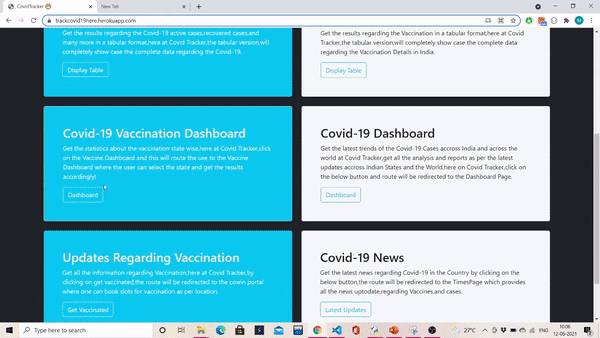 CovidTracker
New Tab
trackcovid19here.herokuapp.com
Get the results regarding the Covid-19 active cases,recovered cases,and
many more in a tabular format,here at Covid Tracker,the tabular version,will
completely show case the complete data regarding the Covid-19.
Display Table
Get the results regarding the Vaccination in a tabular format,here at Covid
Tracker,the tabular version,will completely show case the complete data
regarding the Vaccination Details in India.
Display Table
Covid-19 Vaccination Dashboard
Get the statistics about the vaccination state wise,here at Covid Tracker,click
on the Vaccine Dashboard and this will route the use to the Vaccine
Dashboard where the user can select the state and get the results
accordingly!
Dashboard
Covid-19 Dashboard
Get the latest trends of the Covid-19 Cases accross India and across the
world at Covid Tracker,get all the analysis and reports as per the latest
updates accross Indian States and the World,here on Covid Tracker,click on
the below button and route will be redirected to the Dashboard Page.
Dashboard
Updates Regarding Vaccination
Get all the information regarding Vaccination,here at Covid Tracker,by
clicking on get vaccinated,the route will be redirected to the cowin portal
where one can book slots for vaccination as per location.
Get Vaccinated
Covid-19 News
Get the latest news regarding Covid-19 in the Country by clicking on the
below button,the route will be redirected to the TimesPage which provides
all the news uptodate,regarding Vaccines,and cases.
Latest Updates
Type here to search
27°C
ENG
10:06
12-06-2021